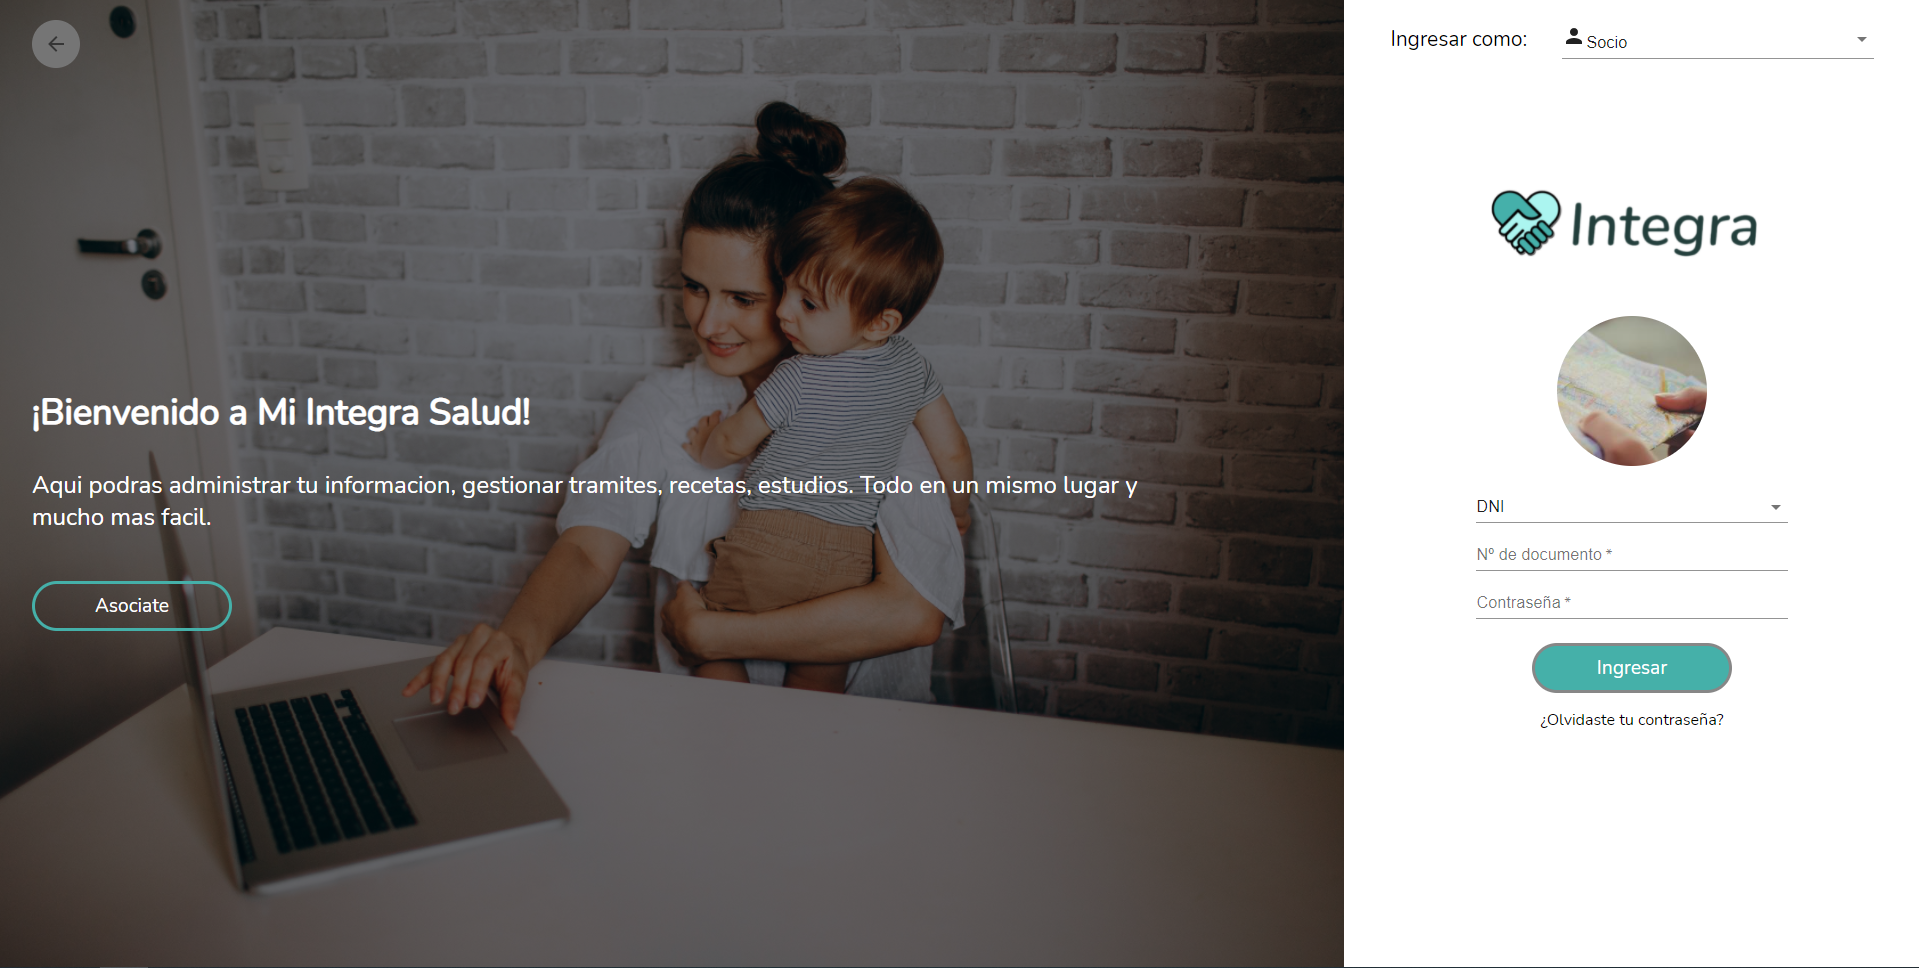 Ingresar como: Socio
Integra
¡Bienvenido a Mi Integra Salud!
Aqui podras administrar tu informacion, gestionar tramites, recetas, estudios. Todo en un mismo lugar y
mucho mas facil.
Asociate
DNI
Nº de documento *
Contraseña *
Ingresar
¿Olvidaste tu contraseña?